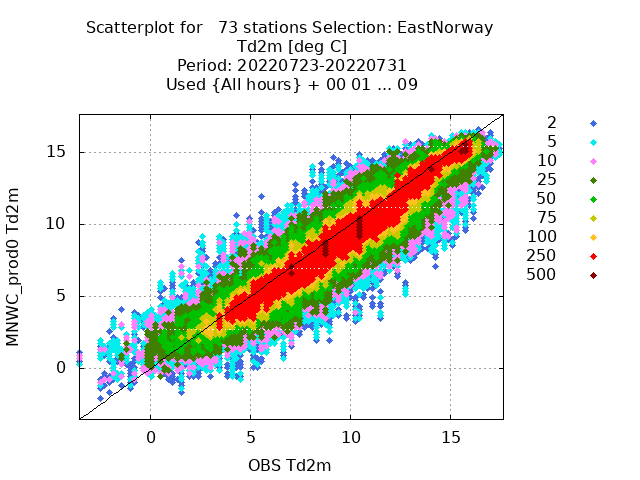 Scatterplot for 73 stations Selection: EastNorway
Td2m [deg C]
Period: 20220723-20220731
Used {All hours} + 00 01 ... 09
MNWC_prod0 Td2m
15
10
5
0
0 5 10 15
OBS Td2m
2
5
10
25
50
75
100
250
500